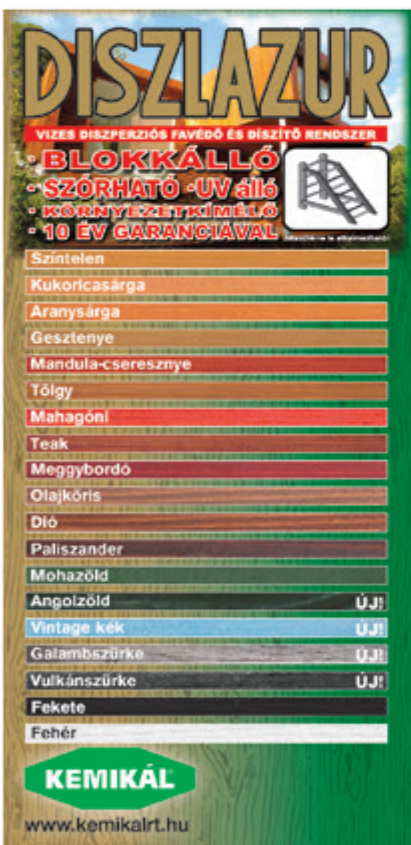 DISZLAZUR
VIZES DISZPERZIÓS FAVÉDŐ ÉS DÍSZÍTŐ RENDSZER
• BLOKKÁLLÓ
• SZÓRHATÓ • UV álló
• KÖRNYEZETKÍMÉLŐ
• 10 ÉV GARANCIÁVAL
is alkalmazható!
Színtelen
Kukoricasárga
Aranysárga
Gesztenye
Mandula-cseresznye
Tölgy
Mahagóni
Teak
Meggybordó
Olajkőris
Dió
Paliszander
Mohazöld
Angolzöld ÚJ!
Vintage kék ÚJ!
Galambszürke ÚJ!
Vulkánszürke ÚJ!
Fekete
Fehér
KEMIKÁL
www.kemikalrt.hu